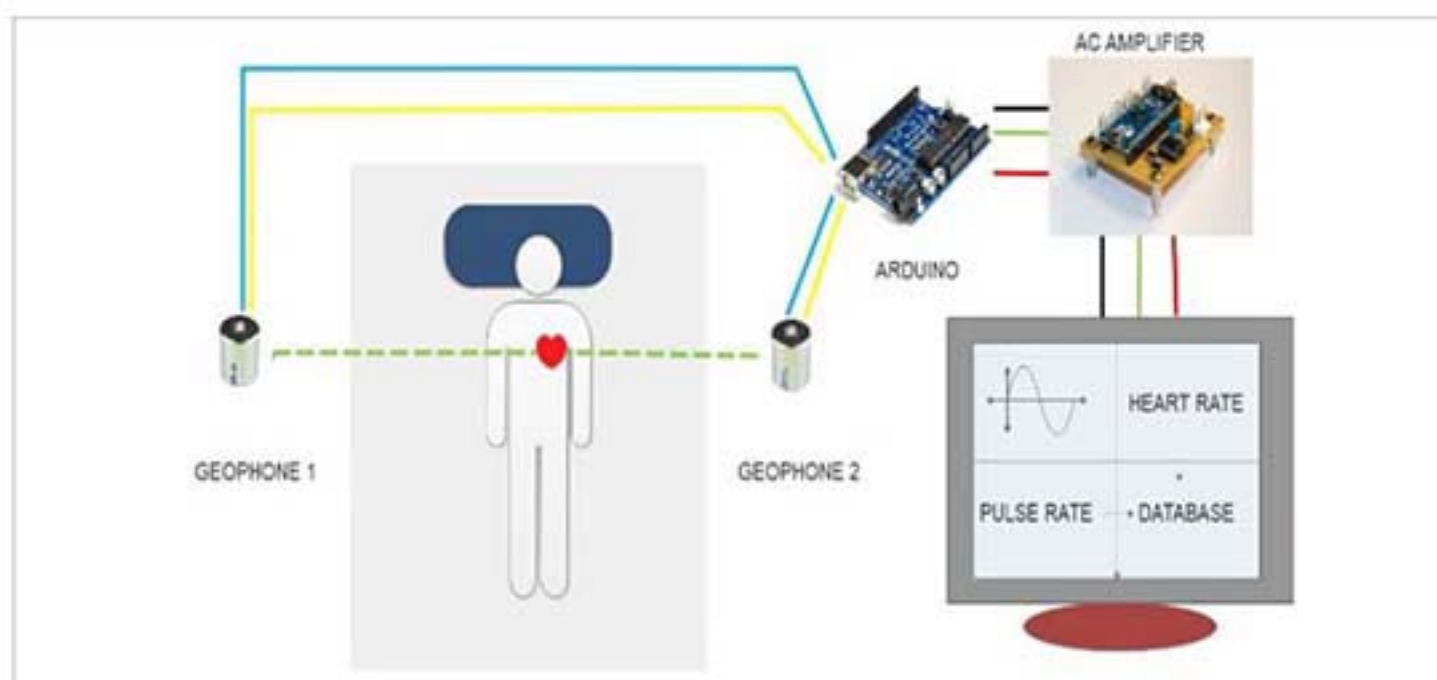 AC AMPLIFIER
ARDUINO
GEOPHONE 1
GEOPHONE 2
HEART RATE
PULSE RATE
DATABASE